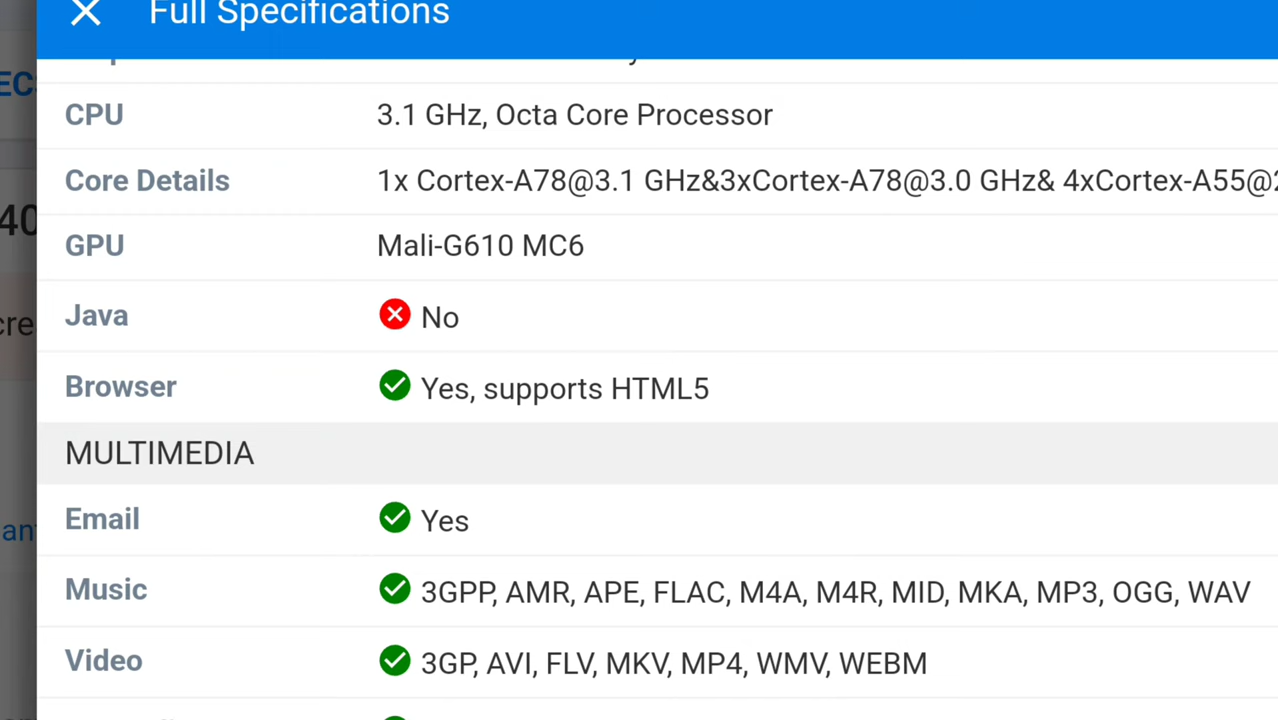 Full Specifications
CPU 3.1 GHz, Octa Core Processor
Core Details 1x Cortex-A78@3.1 GHz&3xCortex-A78@3.0 GHz& 4xCortex-A55@2
GPU Mali-G610 MC6
Java No
Browser Yes, supports HTML5
MULTIMEDIA
Email Yes
Music 3GPP, AMR, APE, FLAC, M4A, M4R, MID, MKA, MP3, OGG, WAV
Video 3GP, AVI, FLV, MKV, MP4, WMV, WEBM